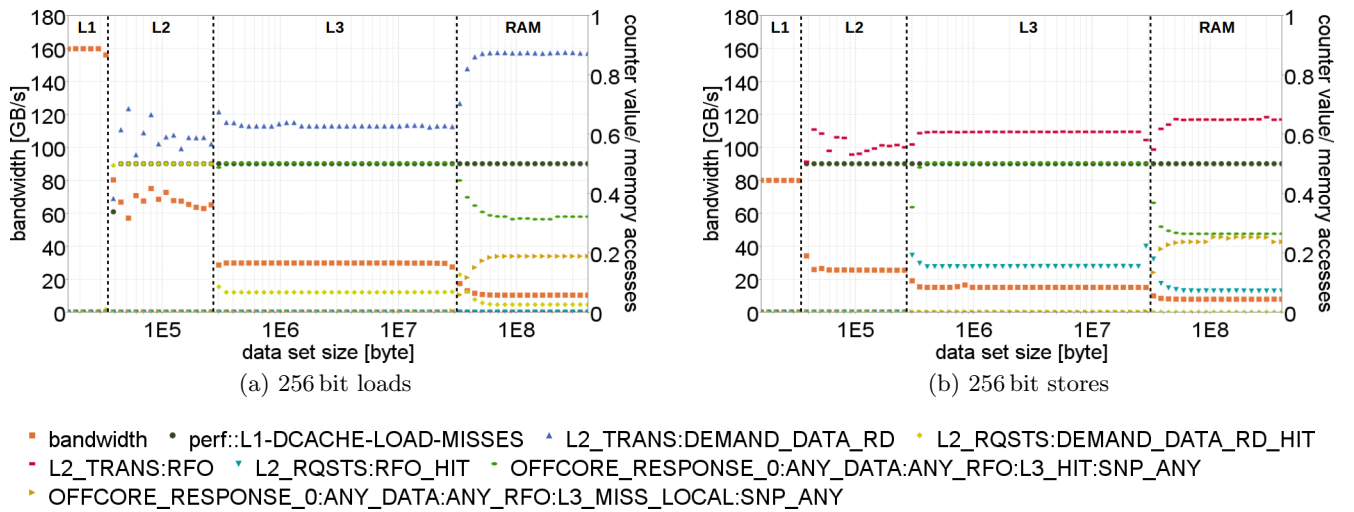 180 L1 L2 L3 RAM 1
160
140
120
100
80
60
40
20
0
0.8
0.6
0.4
0.2
0
bandwidth [GB/s]
counter value/ memory accesses
1E5 1E6 1E7 1E8
data set size [byte]
(a) 256 bit loads
180 L1 L2 L3 RAM 1
160
140
120
100
80
60
40
20
0
0.8
0.6
0.4
0.2
0
bandwidth [GB/s]
counter value/ memory accesses
1E5 1E6 1E7 1E8
data set size [byte]
(b) 256 bit stores
bandwidth perf::L1-DCACHE-LOAD-MISSES L2_TRANS:DEMAND_DATA_RD L2_RQSTS:DEMAND_DATA_RD_HIT
L2_TRANS:RFO L2_RQSTS:RFO_HIT OFFCORE_RESPONSE_0:ANY_DATA:ANY_RFO:L3_HIT:SNP_ANY
OFFCORE_RESPONSE_0:ANY_DATA:ANY_RFO:L3_MISS_LOCAL:SNP_ANY